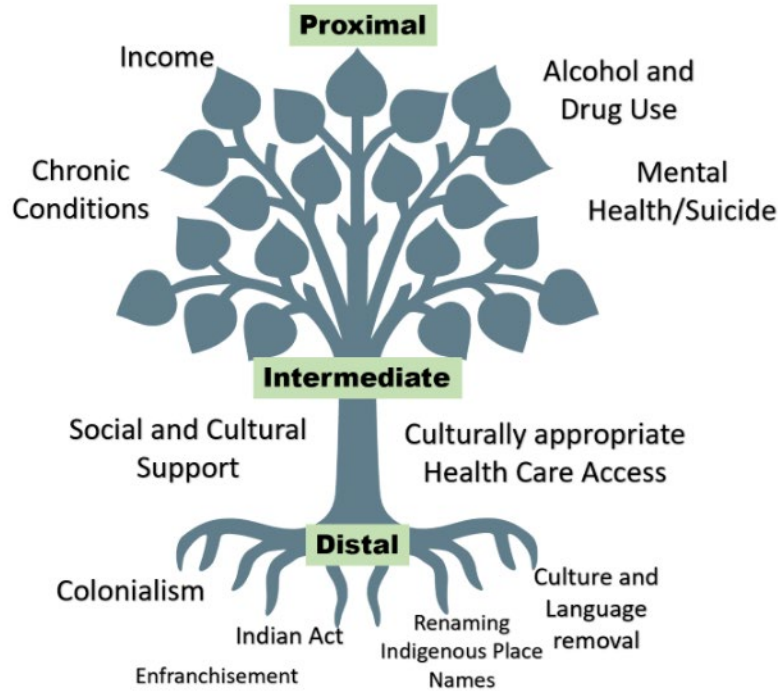 Proximal
Income
Alcohol and
Drug Use
Chronic
Conditions
Mental
Health/Suicide
Intermediate
Social and Cultural
Support
Culturally appropriate
Health Care Access
Distal
Colonialism
Indian Act
Enfranchisement
Renaming
Indigenous Place
Names
Culture and
Language
removal